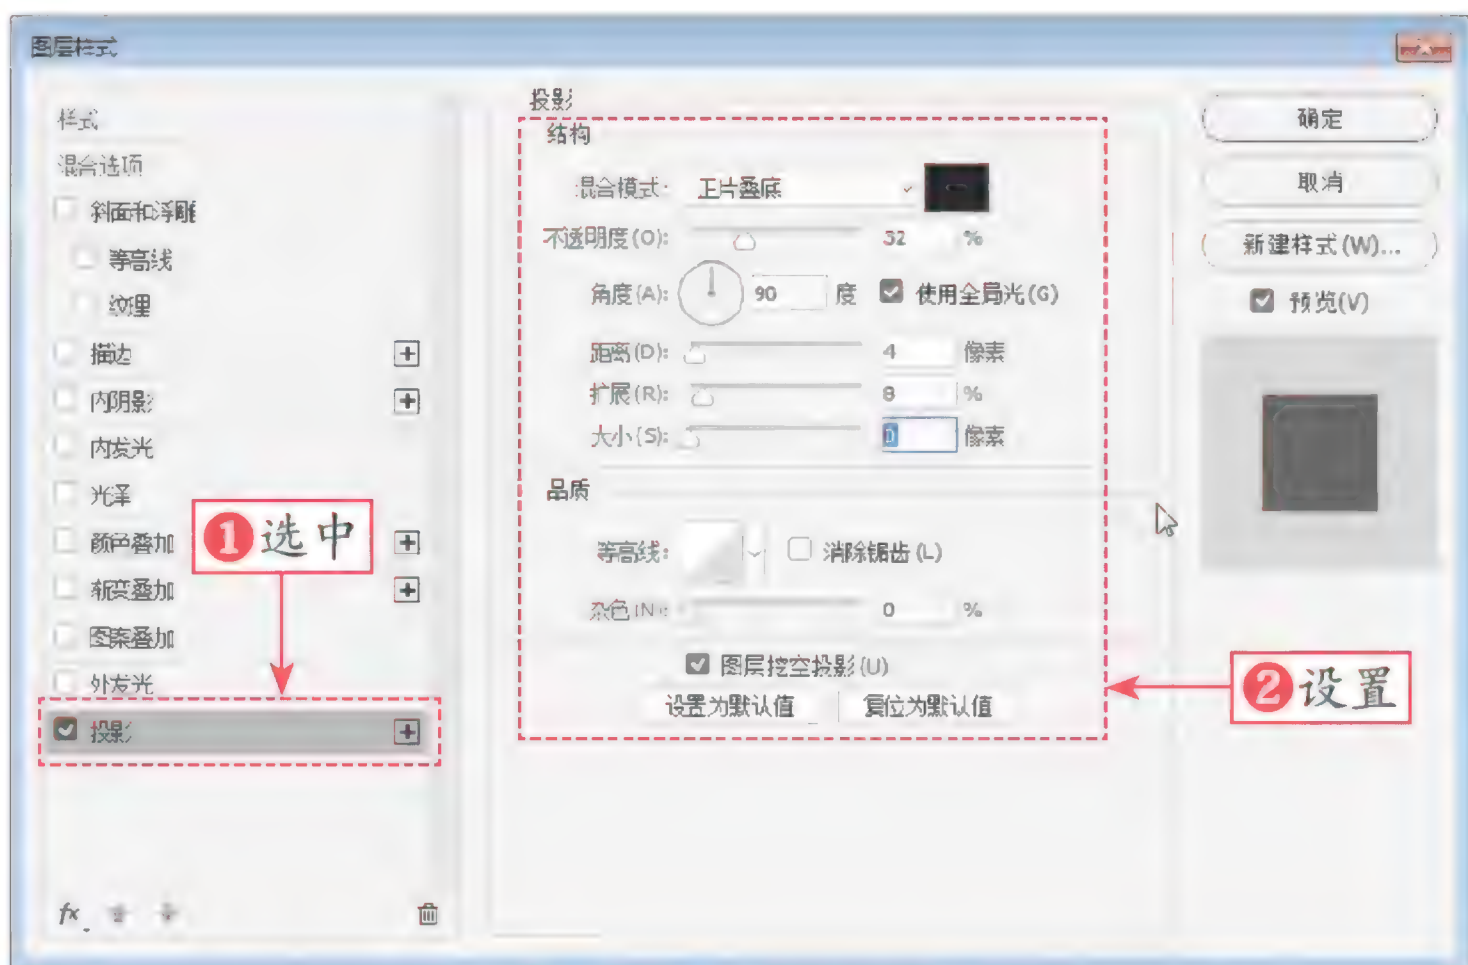 图层样式
样式
混合选项
斜面和浮雕
等高线
纹理
描边
内阴影
内发光
光泽
颜色叠加
渐变叠加
图案叠加
外发光
投影
fx
1 选中
投影
结构
混合模式: 正片叠底
不透明度(O): 32 %
角度(A): 90 度 使用全局光(G)
距离(D): 4 像素
扩展(R): 8 %
大小(S): 0 像素
品质
等高线: 消除锯齿(L)
杂色(N): 0 %
图层挖空投影(U)
设置为默认值 复位为默认值
2 设置
确定
取消
新建样式(W)...
预览(V)